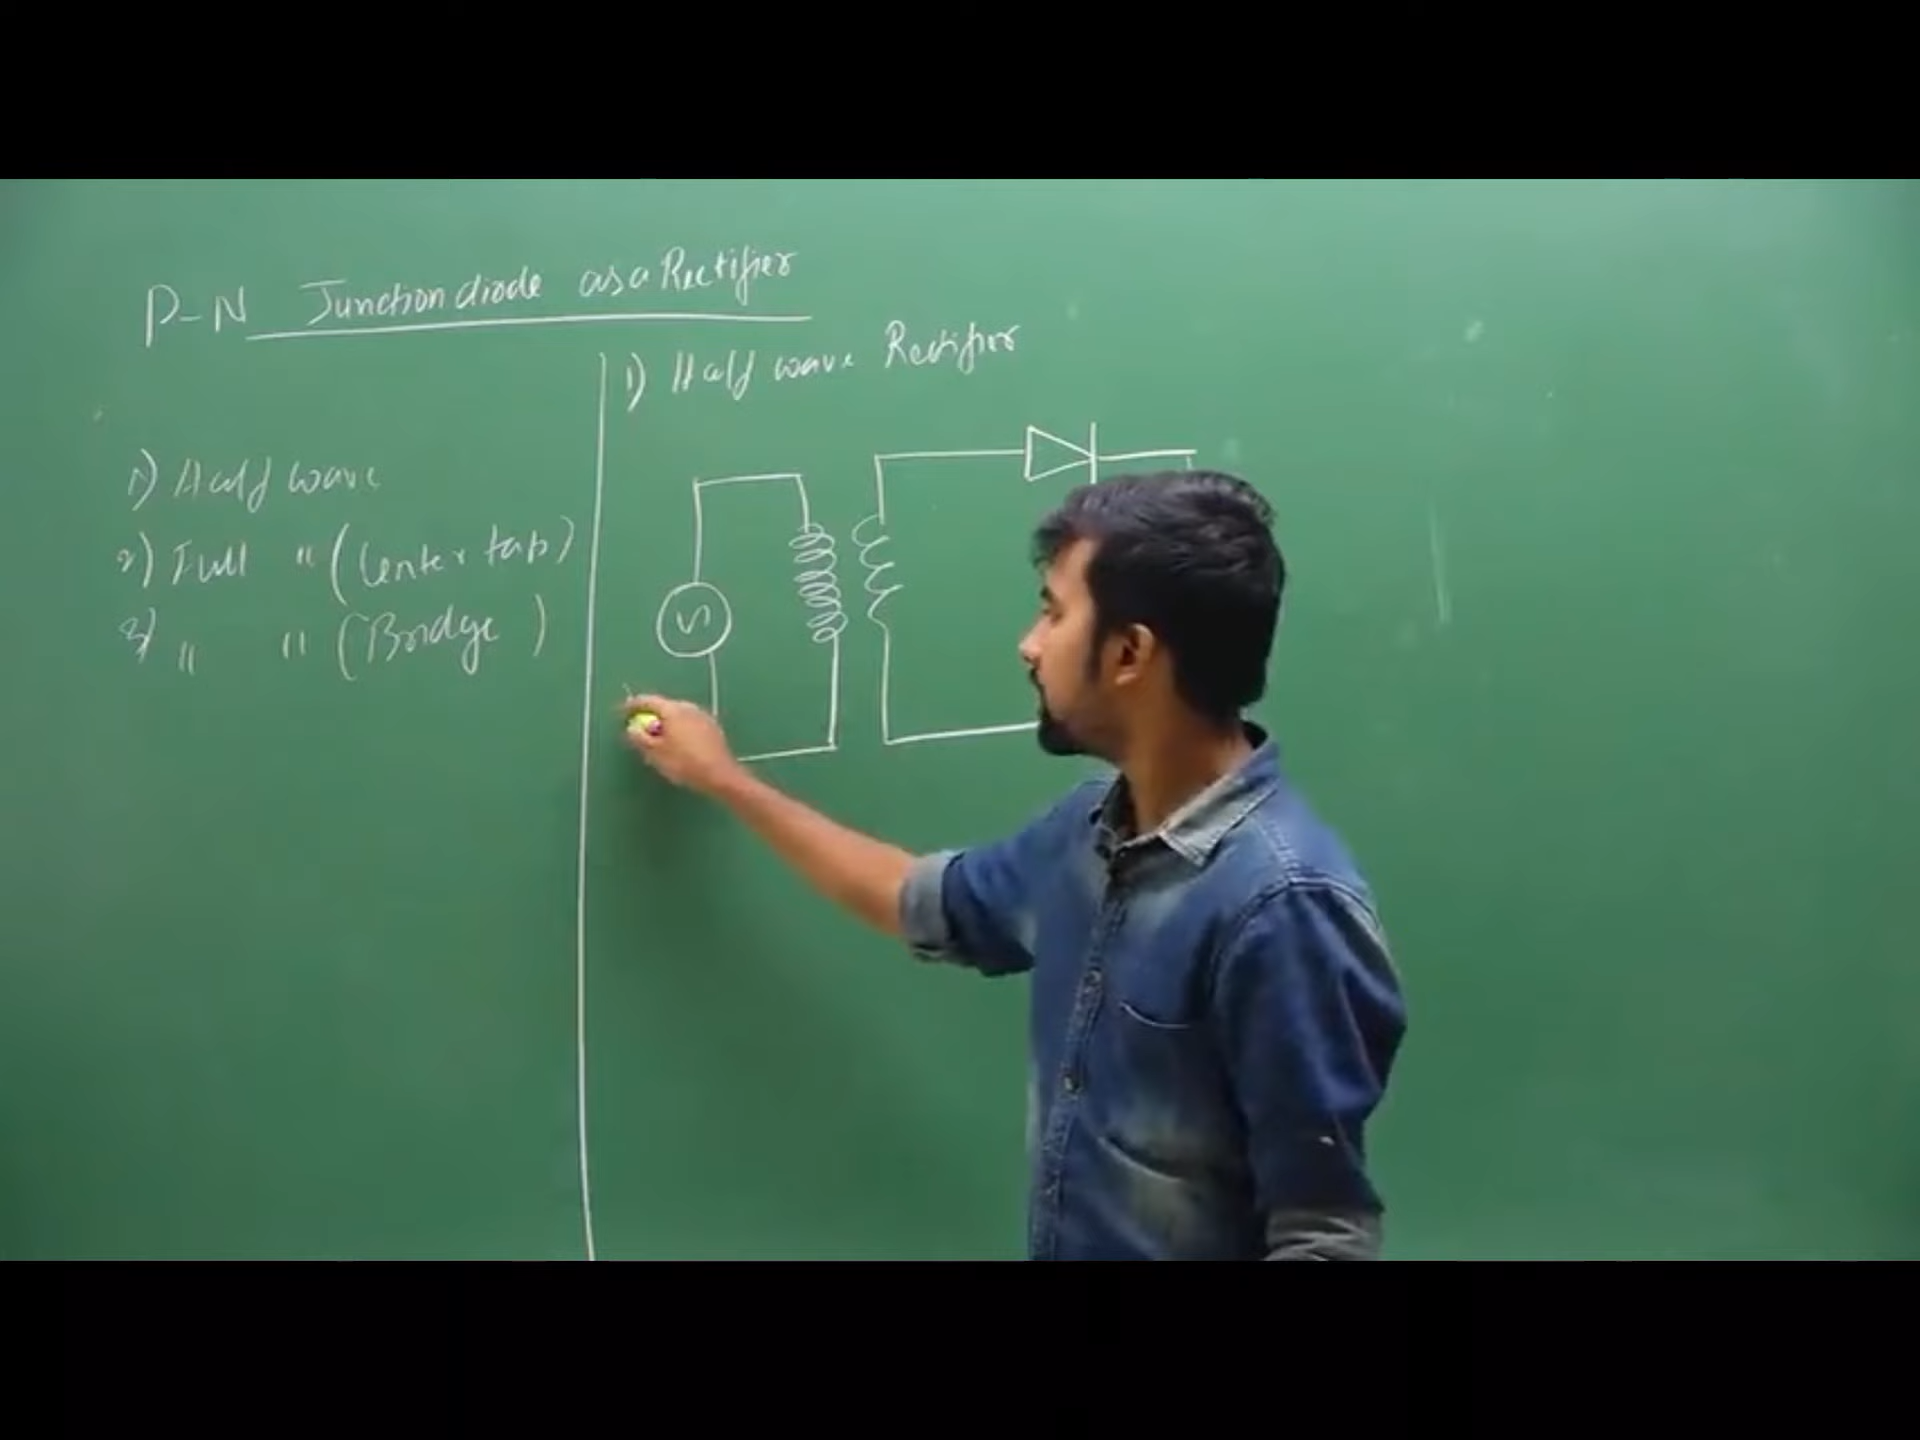 P-N Junction diode as a Rectifier
1) Half wave
2) Full " (Center tap)
3) " " (Bridge)
1) Half wave Rectifier